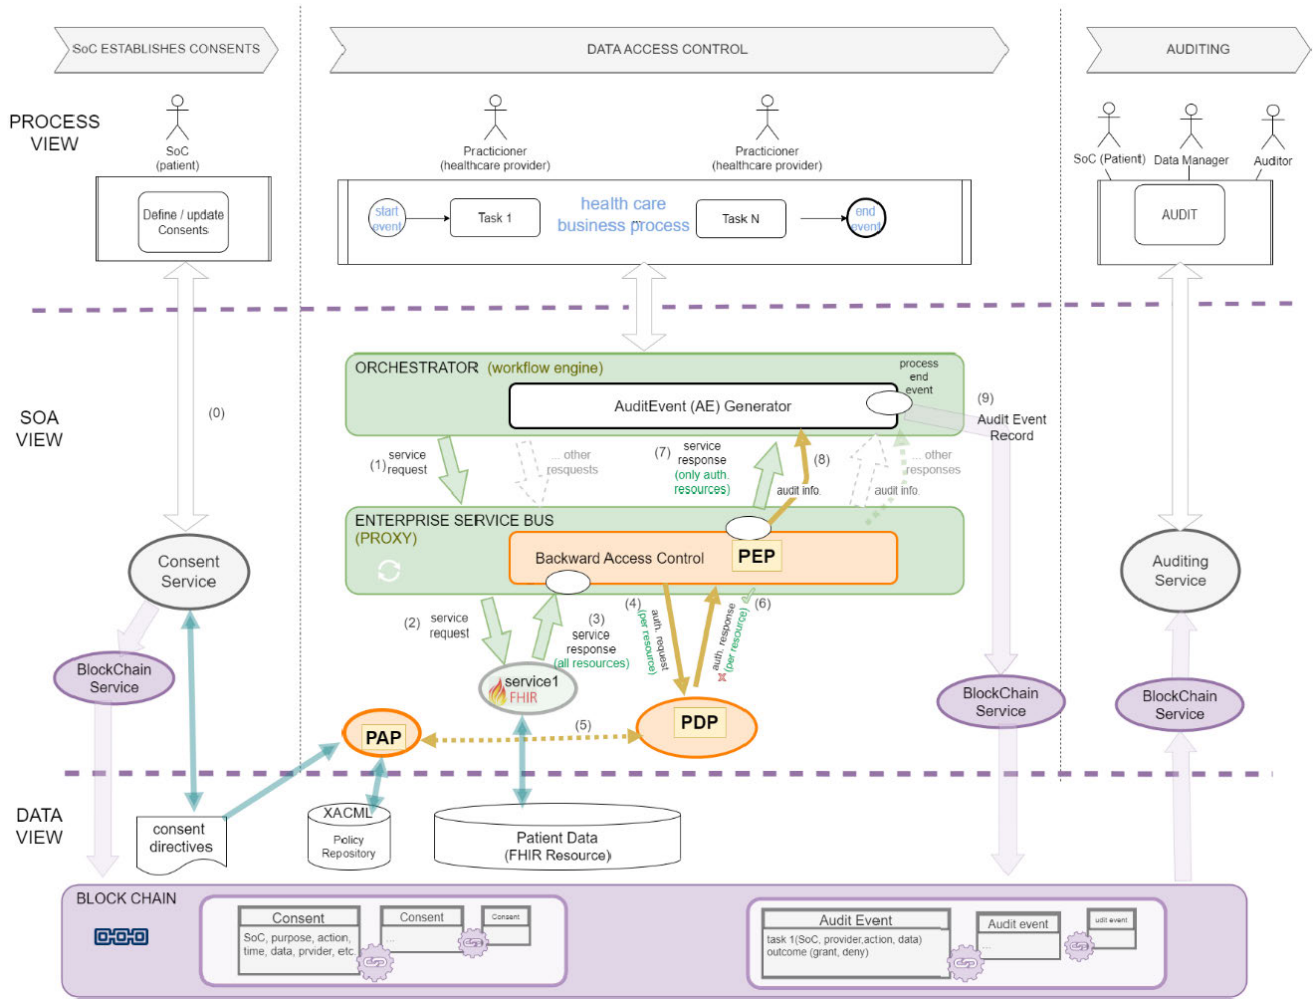 SoC ESTABLISHES CONSENTS
DATA ACCESS CONTROL
AUDITING
PROCESS
VIEW
SoC
(patient)
Practicioner
(healthcare provider)
Practicioner
(healthcare provider)
SoC (Patient)
Data Manager
Auditor
Define / update
Consents
start
event
Task 1
health care
...
business process
Task N
end
event
AUDIT
SOA
VIEW
(0)
ORCHESTRATOR (workflow engine)
process
end
event
AuditEvent (AE) Generator
(9)
Audit Event
Record
(1)
service
request
... other
resquests
(7)
service
response
(only auth.
resources)
(8)
audit info.
... other
responses
audit info.
ENTERPRISE SERVICE BUS
(PROXY)
Backward Access Control
PEP
Consent
Service
Auditing
Service
(2)
service
request
(3)
service
response
(all resources)
(4)
auth. request
(per resource)
auth. response
(per resource)
(6)
BlockChain
Service
service1
FHIR
BlockChain
Service
BlockChain
Service
PAP
(5)
PDP
DATA
VIEW
consent
directives
XACML
Policy
Repository
Patient Data
(FHIR Resource)
BLOCK CHAIN
Consent
SoC, purpose, action,
time, data, prvider, etc.
Consent
...
Consent
Audit Event
task 1(SoC, provider,action, data)
outcome (grant, deny)
Audit event
...
udit event